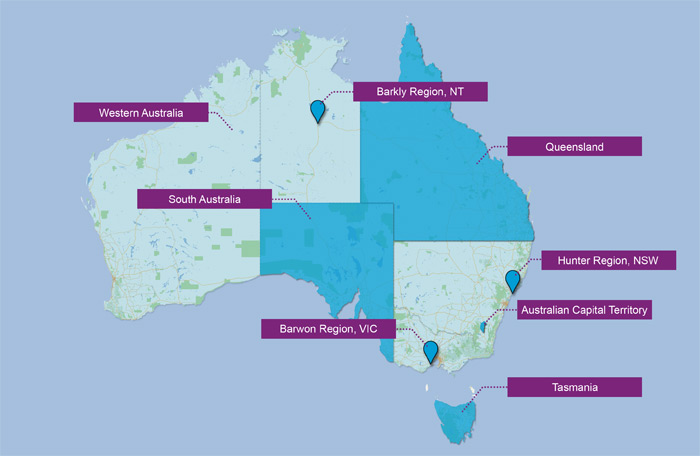 Barkly Region, NT
Western Australia
Queensland
South Australia
Hunter Region, NSW
Australian Capital Territory
Barwon Region, VIC
Tasmania